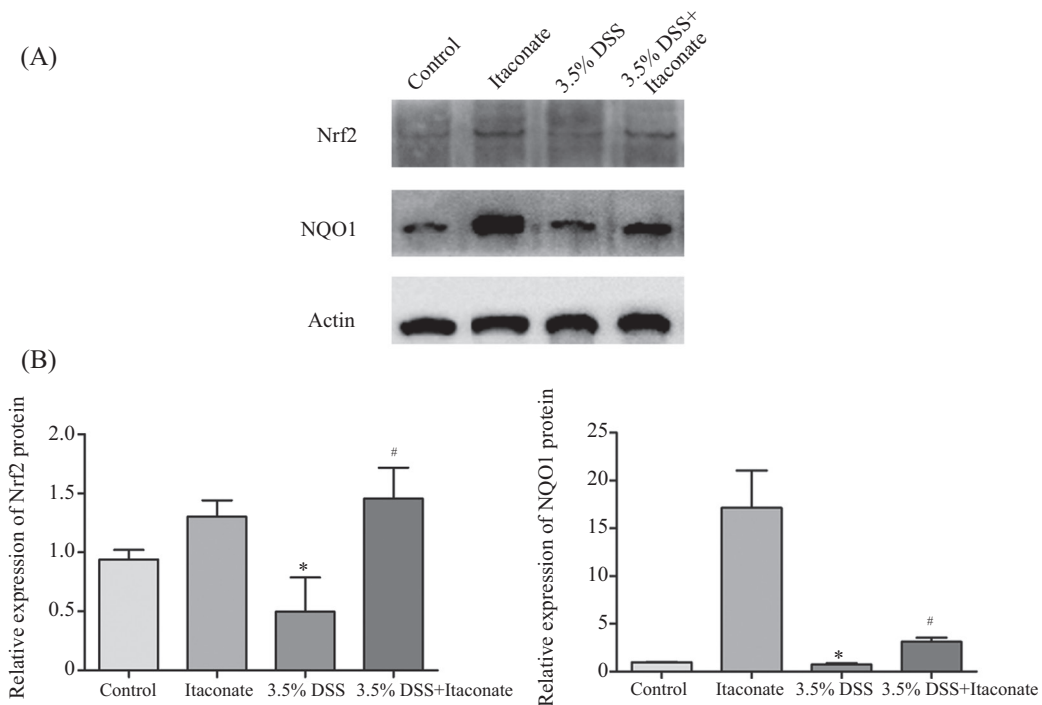 (A)
Control
Itaconate
3.5% DSS
3.5% DSS+
Itaconate
Nrf2
NQO1
Actin
(B)
Relative expression of Nrf2 protein
2.0
1.5
1.0
0.5
0
*
#
Control
Itaconate
3.5% DSS
3.5% DSS+Itaconate
Relative expression of NQO1 protein
25
20
15
10
5
0
*
#
Control
Itaconate
3.5% DSS
3.5% DSS+Itaconate